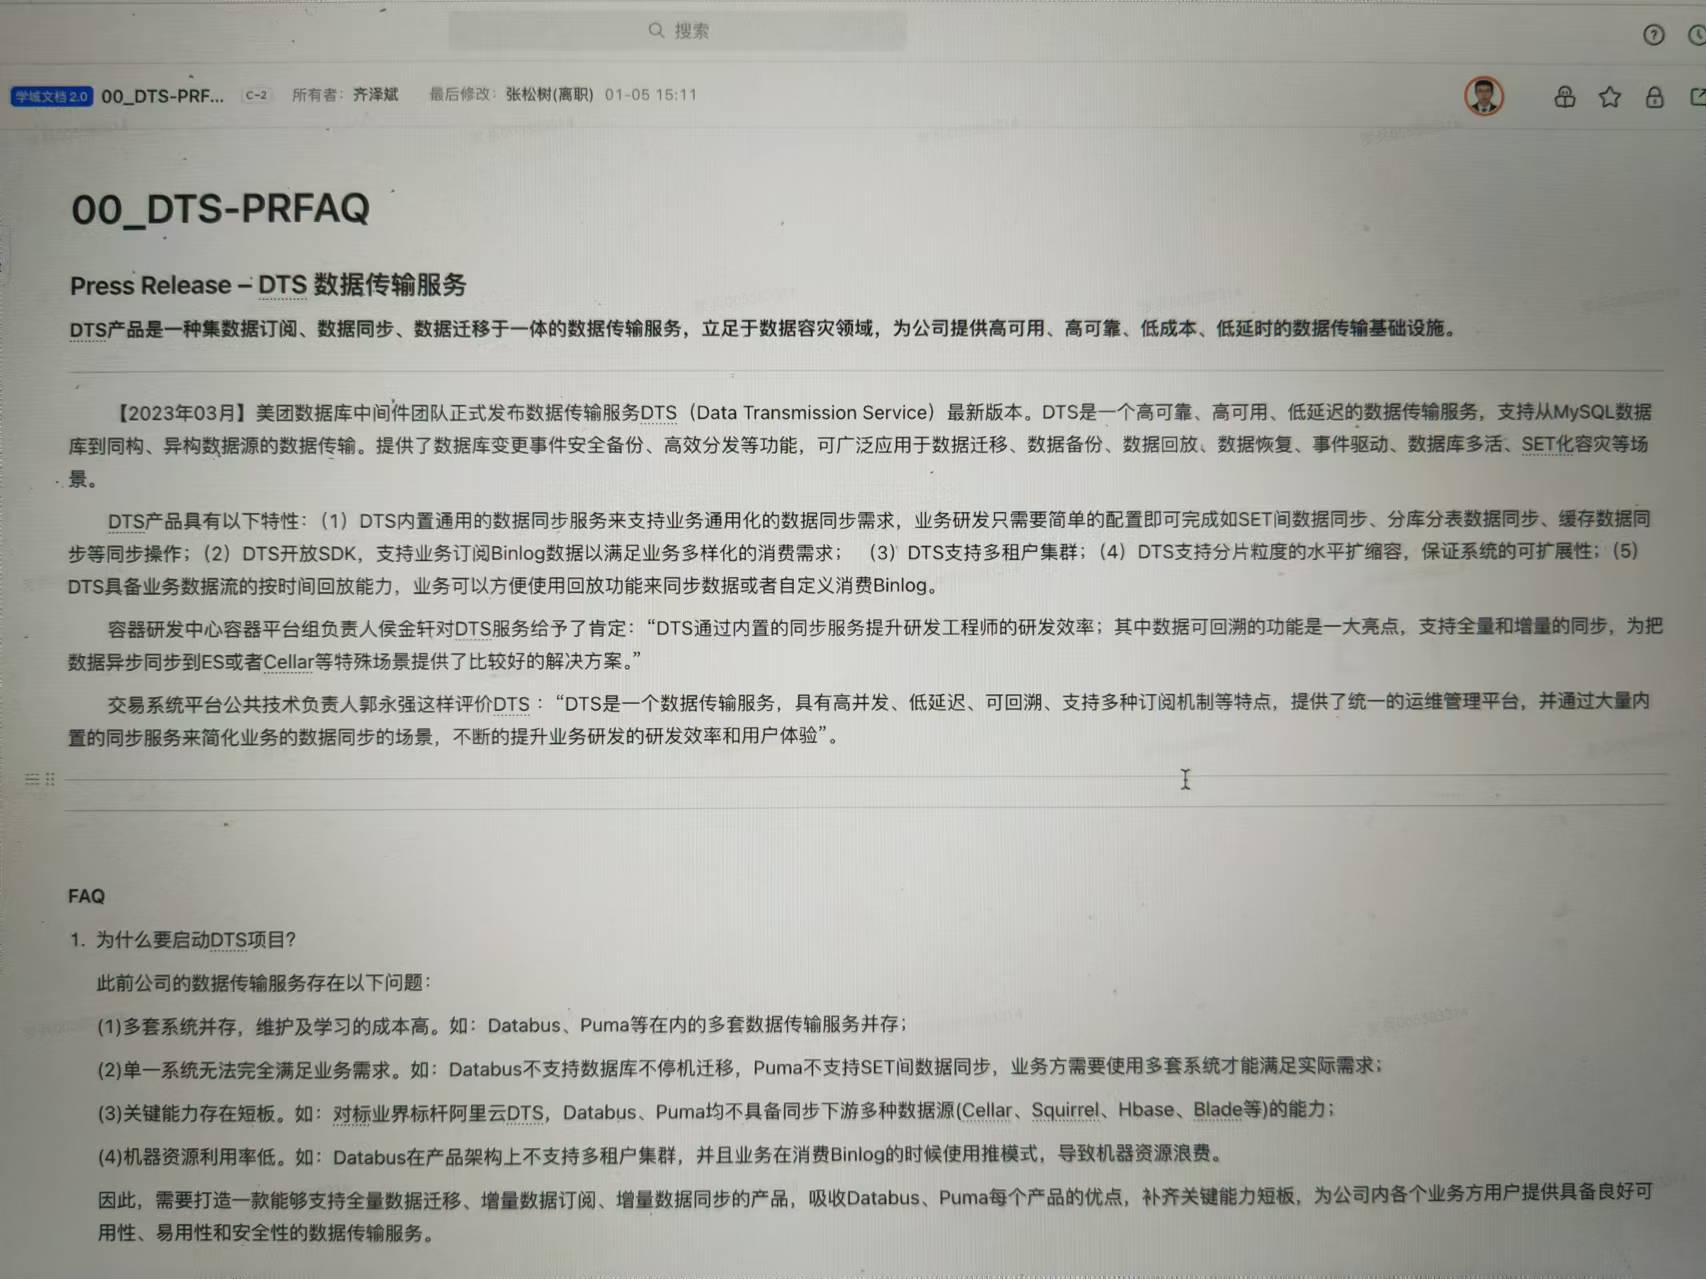 搜索
学城文档 2.0 00_DTS-PRF... C-2 所有者：齐泽斌 最后修改：张松树(离职) 01-05 15:11
00_DTS-PRFAQ
Press Release – DTS 数据传输服务
DTS产品是一种集数据订阅、数据同步、数据迁移于一体的数据传输服务，立足于数据容灾领域，为公司提供高可用、高可靠、低成本、低延时的数据传输基础设施。
【2023年03月】美团数据库中间件团队正式发布数据传输服务DTS（Data Transmission Service）最新版本。DTS是一个高可靠、高可用、低延迟的数据传输服务，支持从MySQL数据
库到同构、异构数据源的数据传输。提供了数据库变更事件安全备份、高效分发等功能，可广泛应用于数据迁移、数据备份、数据回放、数据恢复、事件驱动、数据库多活、SET化容灾等场
景。
DTS产品具有以下特性：（1）DTS内置通用的数据同步服务来支持业务通用化的数据同步需求，业务研发只需要简单的配置即可完成如SET间数据同步、分库分表数据同步、缓存数据同
步等同步操作；（2）DTS开放SDK，支持业务订阅Binlog数据以满足业务多样化的消费需求； （3）DTS支持多租户集群；（4）DTS支持分片粒度的水平扩缩容，保证系统的可扩展性；（5）
DTS具备业务数据流的按时间回放能力，业务可以方便使用回放功能来同步数据或者自定义消费Binlog。
容器研发中心容器平台组负责人侯金轩对DTS服务给予了肯定：“DTS通过内置的同步服务提升研发工程师的研发效率；其中数据可回溯的功能是一大亮点，支持全量和增量的同步，为把
数据异步同步到ES或者Cellar等特殊场景提供了比较好的解决方案。”
交易系统平台公共技术负责人郭永强这样评价DTS ：“DTS是一个数据传输服务，具有高并发、低延迟、可回溯、支持多种订阅机制等特点，提供了统一的运维管理平台，并通过大量内
置的同步服务来简化业务的数据同步的场景，不断的提升业务研发的研发效率和用户体验”。
FAQ
1. 为什么要启动DTS项目？
此前公司的数据传输服务存在以下问题：
(1)多套系统并存，维护及学习的成本高。如：Databus、Puma等在内的多套数据传输服务并存；
(2)单一系统无法完全满足业务需求。如：Databus不支持数据库不停机迁移，Puma不支持SET间数据同步，业务方需要使用多套系统才能满足实际需求；
(3)关键能力存在短板。如：对标业界标杆阿里云DTS，Databus、Puma均不具备同步下游多种数据源(Cellar、Squirrel、Hbase、Blade等)的能力；
(4)机器资源利用率低。如：Databus在产品架构上不支持多租户集群，并且业务在消费Binlog的时候使用推模式，导致机器资源浪费。
因此，需要打造一款能够支持全量数据迁移、增量数据订阅、增量数据同步的产品，吸收Databus、Puma每个产品的优点，补齐关键能力短板，为公司内各个业务方用户提供具备良好可
用性、易用性和安全性的数据传输服务。